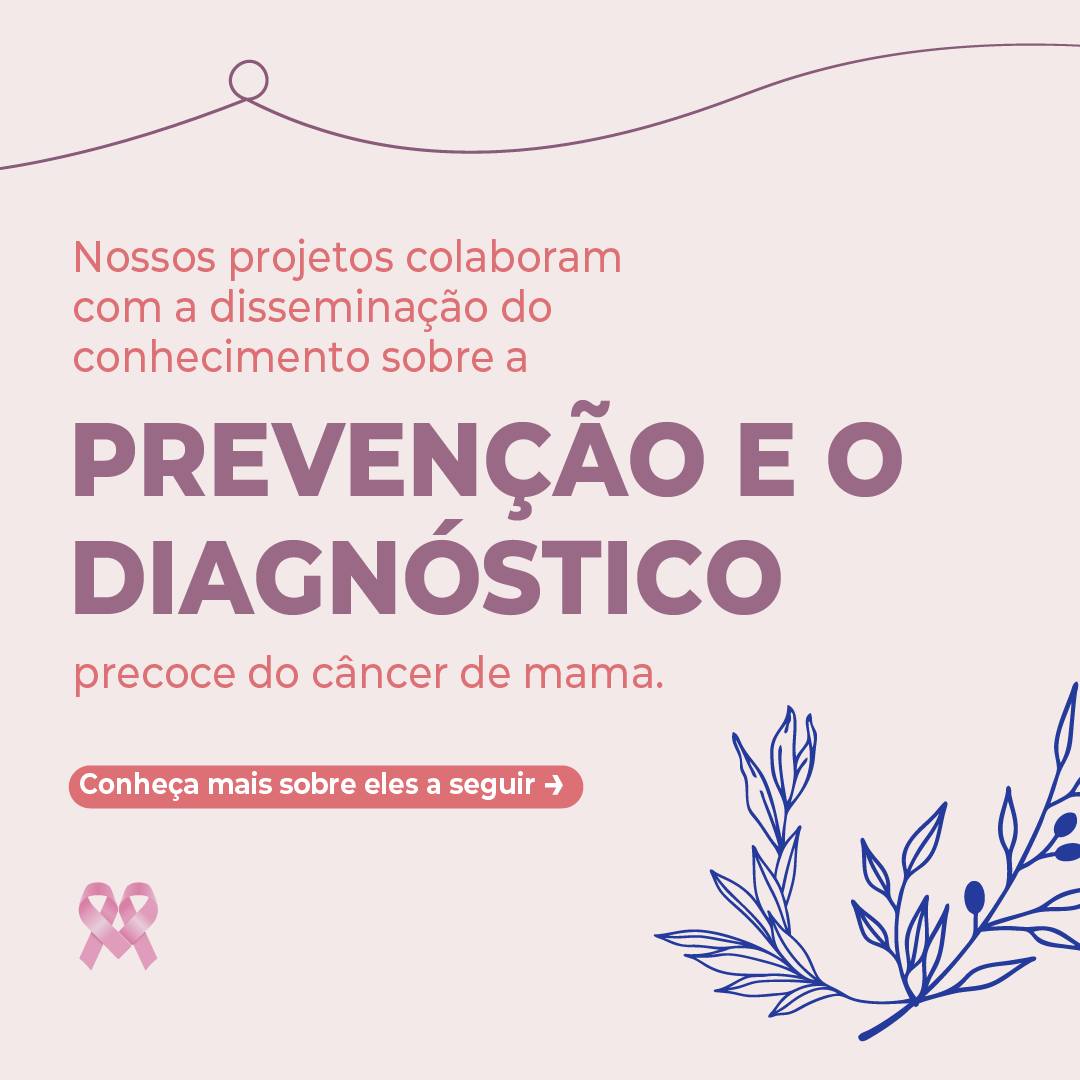 Nossos projetos colaboram
com a disseminação do
conhecimento sobre a
PREVENÇÃO E O
DIAGNÓSTICO
precoce do câncer de mama.
Conheça mais sobre eles a seguir →